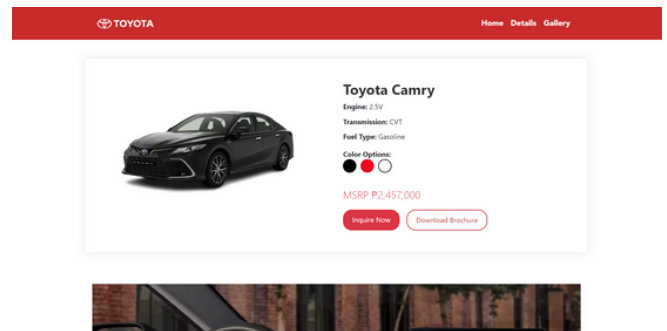 TOYOTA
Home Details Gallery
Toyota Camry
Engine: 2.5V
Transmission: CVT
Fuel Type: Gasoline
Color Options:
MSRP ₱2,457,000
Inquire Now Download Brochure